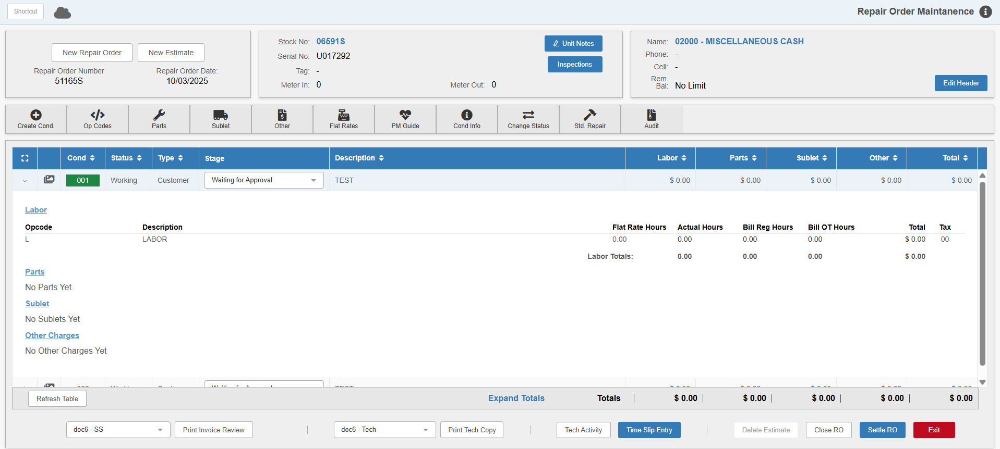 Shortcut
Repair Order Maintanence
New Repair Order New Estimate
Repair Order Number Repair Order Date:
51165S 10/03/2025
Stock No: 06591S
Serial No: U017292
Tag: -
Meter In: 0 Meter Out: 0
Unit Notes
Inspections
Name: 02000 - MISCELLANEOUS CASH
Phone: -
Cell: -
Rem.
Bal: No Limit
Edit Header
Create Cond. Op Codes Parts Sublet Other Flat Rates PM Guide Cond Info Change Status Std. Repair Audit
Cond Status Type Stage Description Labor Parts Sublet Other Total
001 Working Customer Waiting for Approval TEST $ 0.00 $ 0.00 $ 0.00 $ 0.00 $ 0.00
Labor
Opcode Description Flat Rate Hours Actual Hours Bill Reg Hours Bill OT Hours Total Tax
L LABOR 0.00 0.00 0.00 0.00 $ 0.00 00
Labor Totals: 0.00 0.00 0.00 $ 0.00
Parts
No Parts Yet
Sublet
No Sublets Yet
Other Charges
No Other Charges Yet
Refresh Table Expand Totals Totals | $ 0.00 | $ 0.00 | $ 0.00 | $ 0.00 | $ 0.00
doc6 - SS Print Invoice Review | doc6 - Tech Print Tech Copy | Tech Activity Time Slip Entry | Delete Estimate Close RO Settle RO Exit